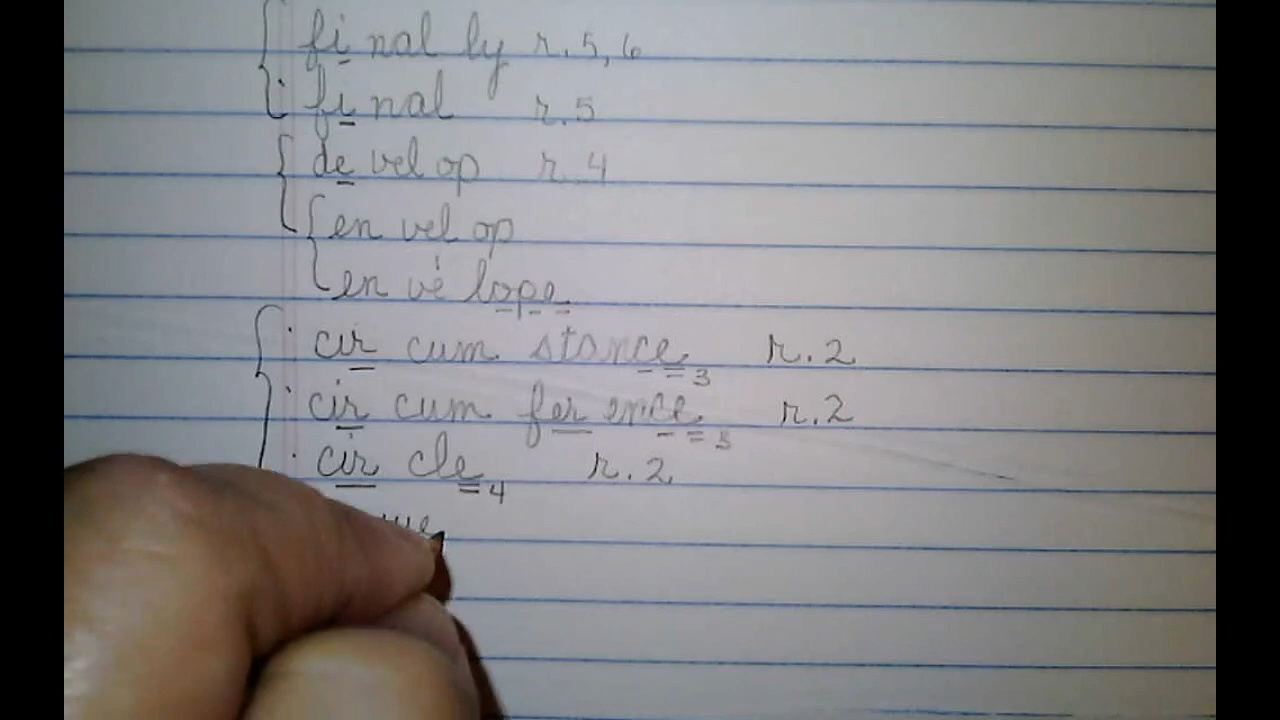 fi nal ly r. 5, 6
fi nal r. 5
de vel op r. 4
en vel op
en ve lope
cir cum stance 3 r. 2
cir cum fer ence 3 r. 2
cir cle 4 r. 2